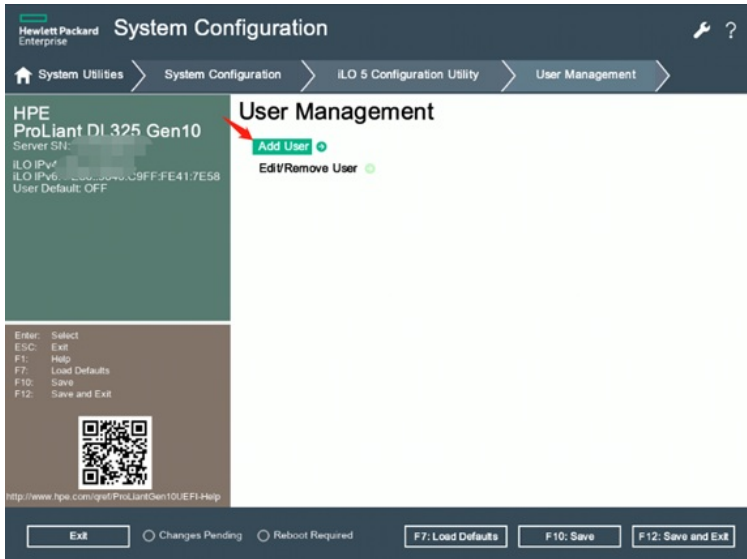 Hewlett Packard
Enterprise
System Configuration
?
System Utilities
System Configuration
iLO 5 Configuration Utility
User Management
HPE
ProLiant DL325 Gen10
Server SN:
iLO IPv4
iLO IPv6:
C9FF:FE41:7E58
User Default: OFF
User Management
Add User
Edit/Remove User
Enter: Select
ESC: Exit
F1: Help
F7: Load Defaults
F10: Save
F12: Save and Exit
http://www.hpe.com/qref/ProLiantGen10UEFI-Help
Exit
Changes Pending
Reboot Required
F7: Load Defaults
F10: Save
F12: Save and Exit